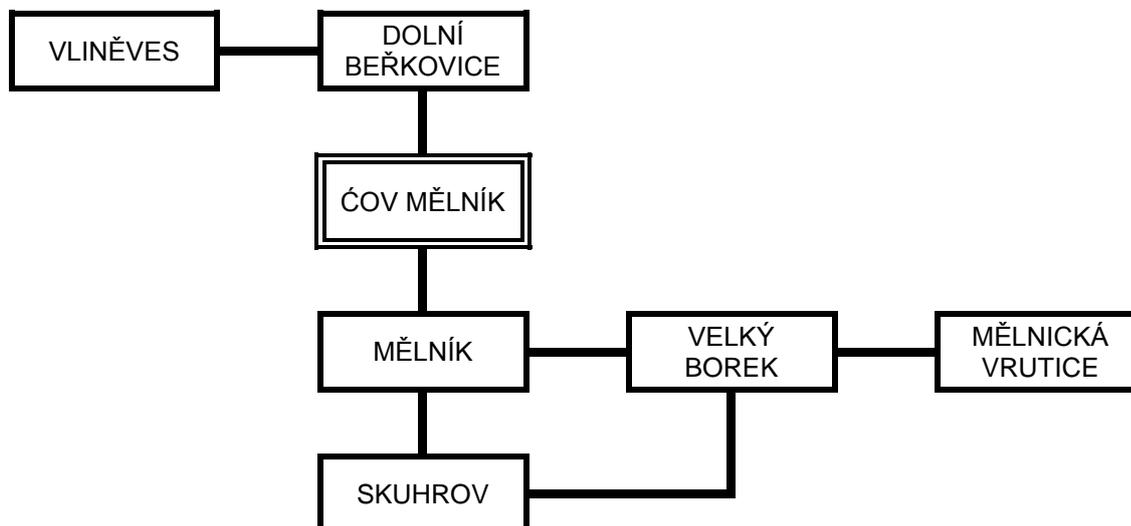 VLINĚVES
DOLNÍ
BEŘKOVICE
ĆOV MĚLNÍK
MĚLNÍK
VELKÝ
BOREK
MĚLNICKÁ
VRUTICE
SKUHROV